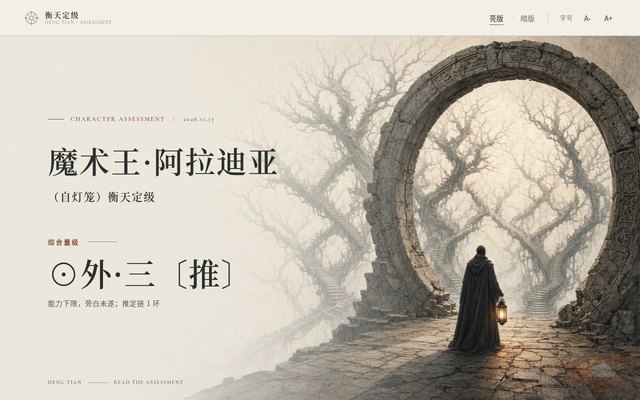 衡天定级
HENG TIAN / ASSESSMENT
亮版 / 暗版 字号 A- A+
CHARACTER ASSESSMENT / 2026.11.17
魔术王·阿拉迪亚
（自灯笼）衡天定级
综合量级
⊙外·三〔推〕
能力下限，旁白未遂；推定链 1 环
HENG TIAN READ THE ASSESSMENT